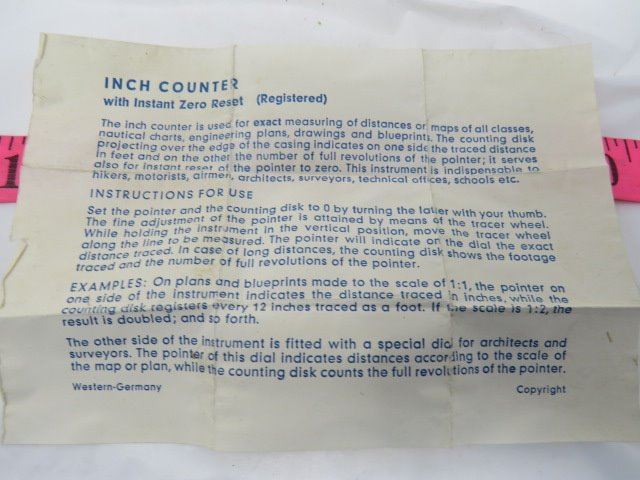 INCH COUNTER
with Instant Zero Reset (Registered)
The inch counter is used for exact measuring of distances or maps of all classes,
nautical charts, engineering plans, drawings and blueprints. The counting disk
projecting over the edge of the casing indicates on one side the traced distance
in feet and on the other the number of full revolutions of the pointer; it serves
also for instant reset of the pointer to zero. This instrument is indispensable to
hikers, motorists, airmen, architects, surveyors, technical offices, schools etc.
INSTRUCTIONS FOR USE
Set the pointer and the counting disk to 0 by turning the latter with your thumb.
The fine adjustment of the pointer is attained by means of the tracer wheel.
While holding the instrument in the vertical position, move the tracer wheel
along the line to be measured. The pointer will indicate on the dial the exact
distance traced. In case of long distances, the counting disk shows the footage
traced and the number of full revolutions of the pointer.
EXAMPLES: On plans and blueprints made to the scale of 1:1, the pointer on
one side of the instrument indicates the distance traced in inches, while the
counting disk registers every 12 inches traced as a foot. If the scale is 1:2, the
result is doubled; and so forth.
The other side of the instrument is fitted with a special dial for architects and
surveyors. The pointer of this dial indicates distances according to the scale of
the map or plan, while the counting disk counts the full revolutions of the pointer.
Western-Germany Copyright